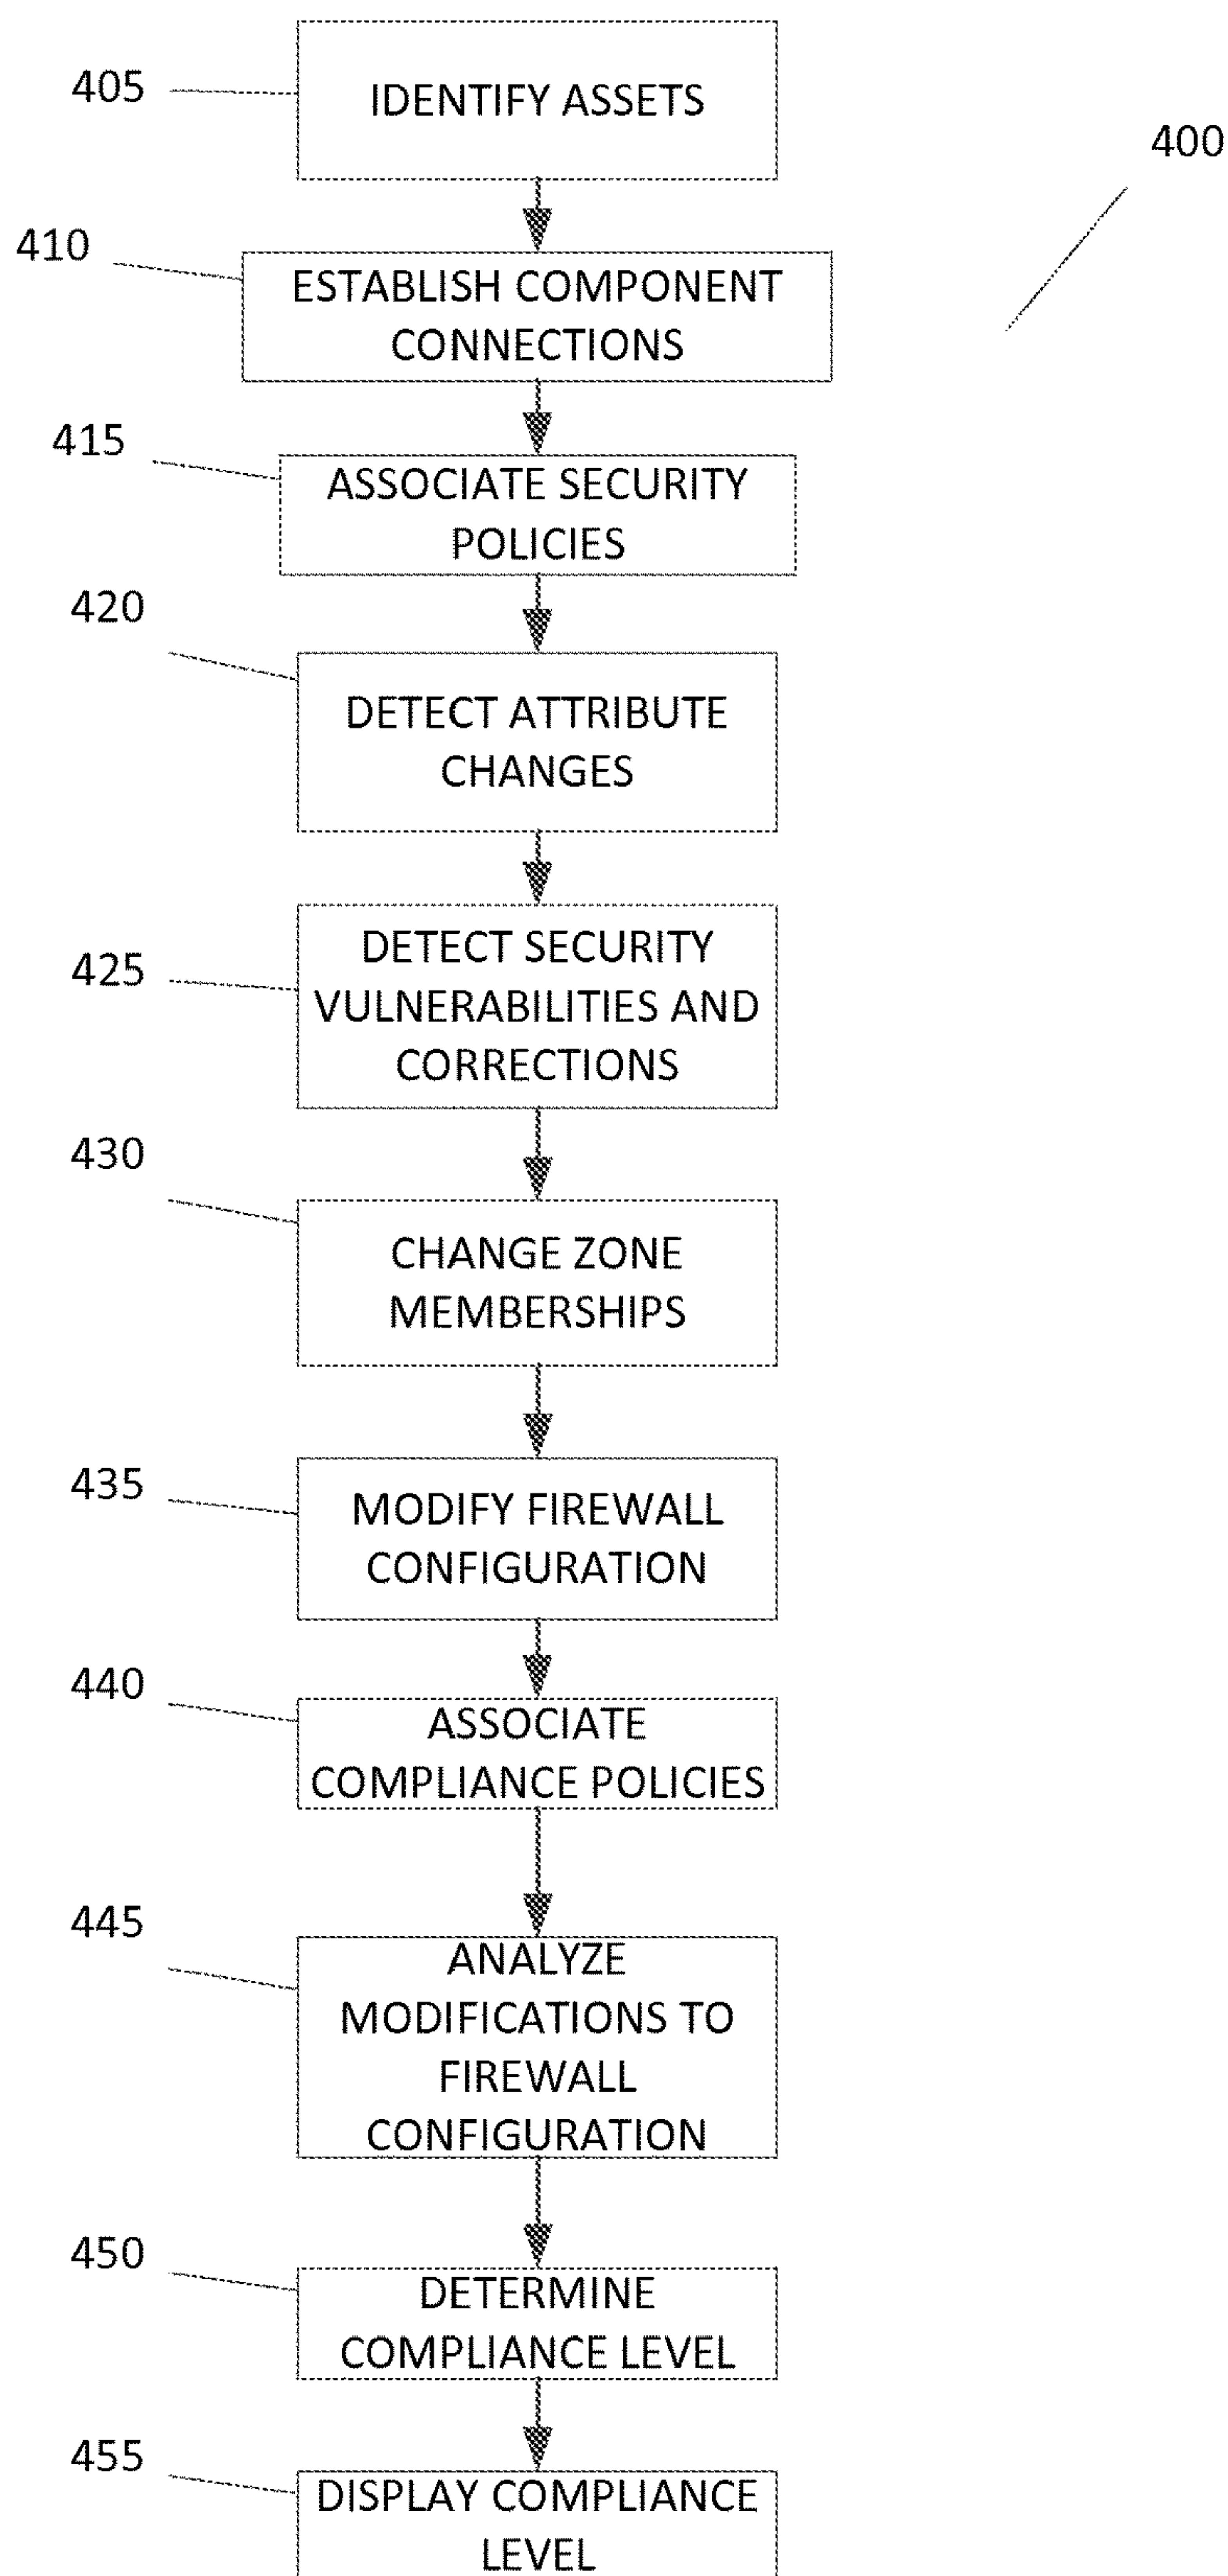 405
IDENTIFY ASSETS
400
410
ESTABLISH COMPONENT
CONNECTIONS
415
ASSOCIATE SECURITY
POLICIES
420
DETECT ATTRIBUTE
CHANGES
425
DETECT SECURITY
VULNERABILITIES AND
CORRECTIONS
430
CHANGE ZONE
MEMBERSHIPS
435
MODIFY FIREWALL
CONFIGURATION
440
ASSOCIATE
COMPLIANCE POLICIES
445
ANALYZE
MODIFICATIONS TO
FIREWALL
CONFIGURATION
450
DETERMINE
COMPLIANCE LEVEL
455
DISPLAY COMPLIANCE
LEVEL